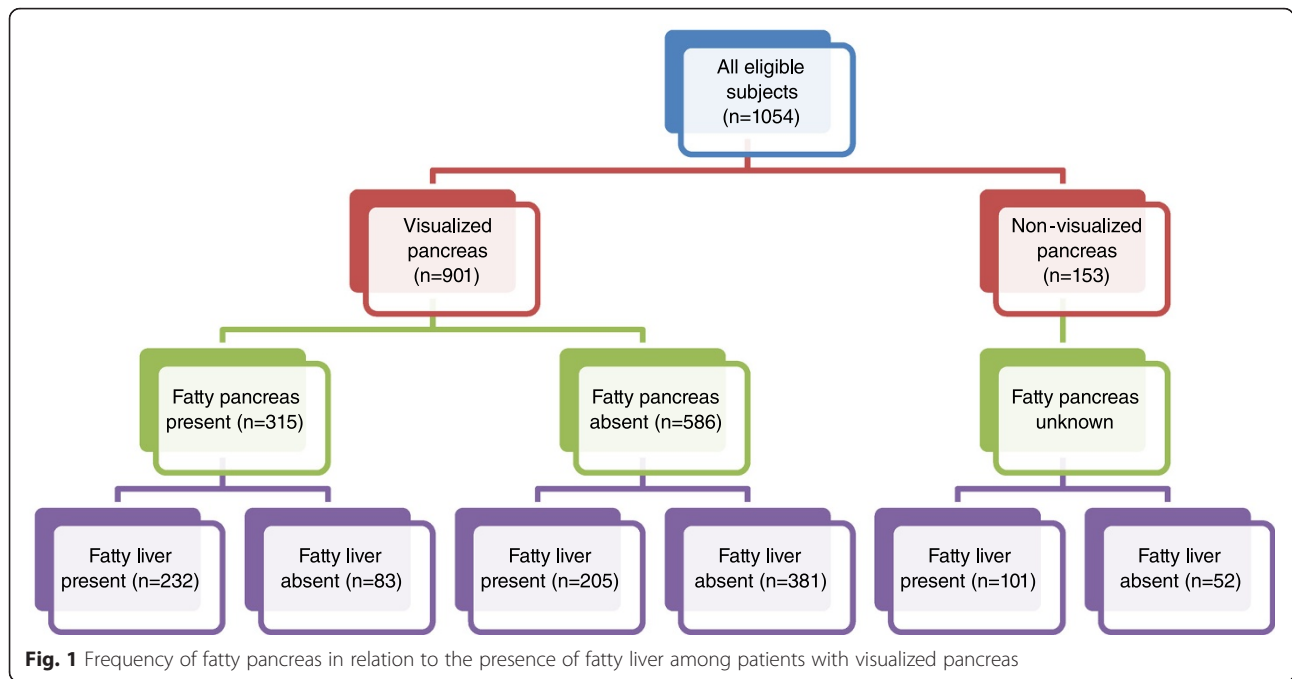 All eligible
subjects
(n=1054)
Visualized
pancreas
(n=901)
Non-visualized
pancreas
(n=153)
Fatty pancreas
present (n=315)
Fatty pancreas
absent (n=586)
Fatty pancreas
unknown
Fatty liver
present (n=232)
Fatty liver
absent (n=83)
Fatty liver
present (n=205)
Fatty liver
absent (n=381)
Fatty liver
present (n=101)
Fatty liver
absent (n=52)
Fig. 1 Frequency of fatty pancreas in relation to the presence of fatty liver among patients with visualized pancreas